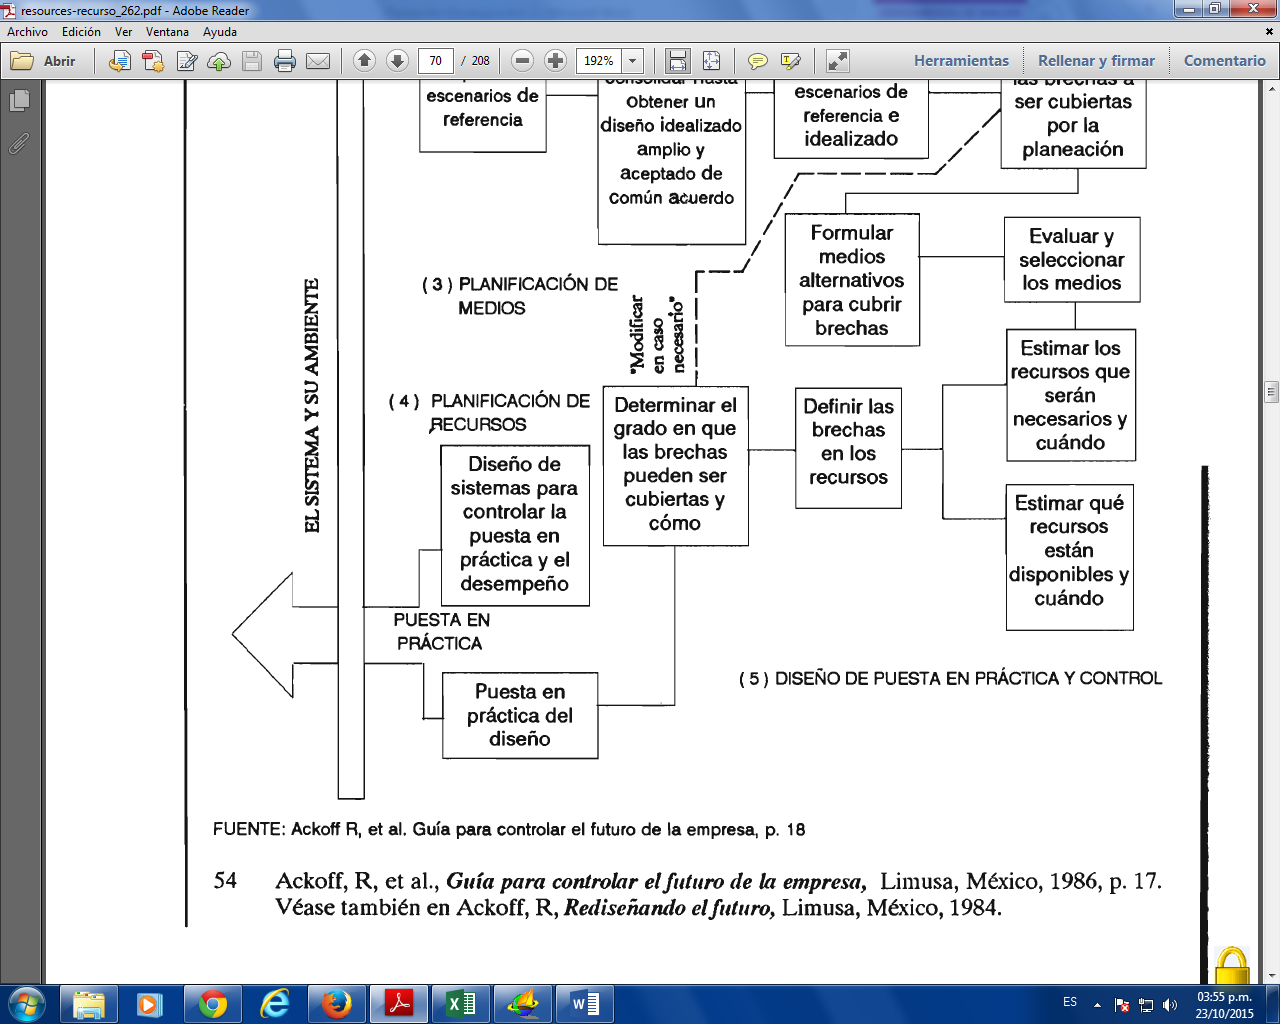 resources-recurso_262.pdf - Adobe Reader
Archivo Edición Ver Ventana Ayuda
Abrir
70 / 208
192%
Herramientas
Rellenar y firmar
Comentario
escenarios de
referencia
consolidar hasta
obtener un
diseño idealizado
amplio y
aceptado de
común acuerdo
escenarios de
referencia e
idealizado
las brechas a
ser cubiertas
por la
planeación
Formular
medios
alternativos
para cubrir
brechas
Evaluar y
seleccionar
los medios
( 3 ) PLANIFICACIÓN DE
MEDIOS
EL SISTEMA Y SU AMBIENTE
"Modificar
en caso
necesario"
Estimar los
recursos que
serán
necesarios y
cuándo
( 4 ) PLANIFICACIÓN DE
RECURSOS
Determinar el
grado en que
las brechas
pueden ser
cubiertas y
cómo
Definir las
brechas
en los
recursos
Diseño de
sistemas para
controlar la
puesta en
práctica y el
desempeño
Estimar qué
recursos
están
disponibles y
cuándo
PUESTA EN
PRÁCTICA
( 5 ) DISEÑO DE PUESTA EN PRÁCTICA Y CONTROL
Puesta en
práctica del
diseño
FUENTE: Ackoff R, et al. Guía para controlar el futuro de la empresa, p. 18
54 Ackoff, R, et al., Guía para controlar el futuro de la empresa, Limusa, México, 1986, p. 17.
Véase también en Ackoff, R, Rediseñando el futuro, Limusa, México, 1984.
ES
03:55 p.m.
23/10/2015